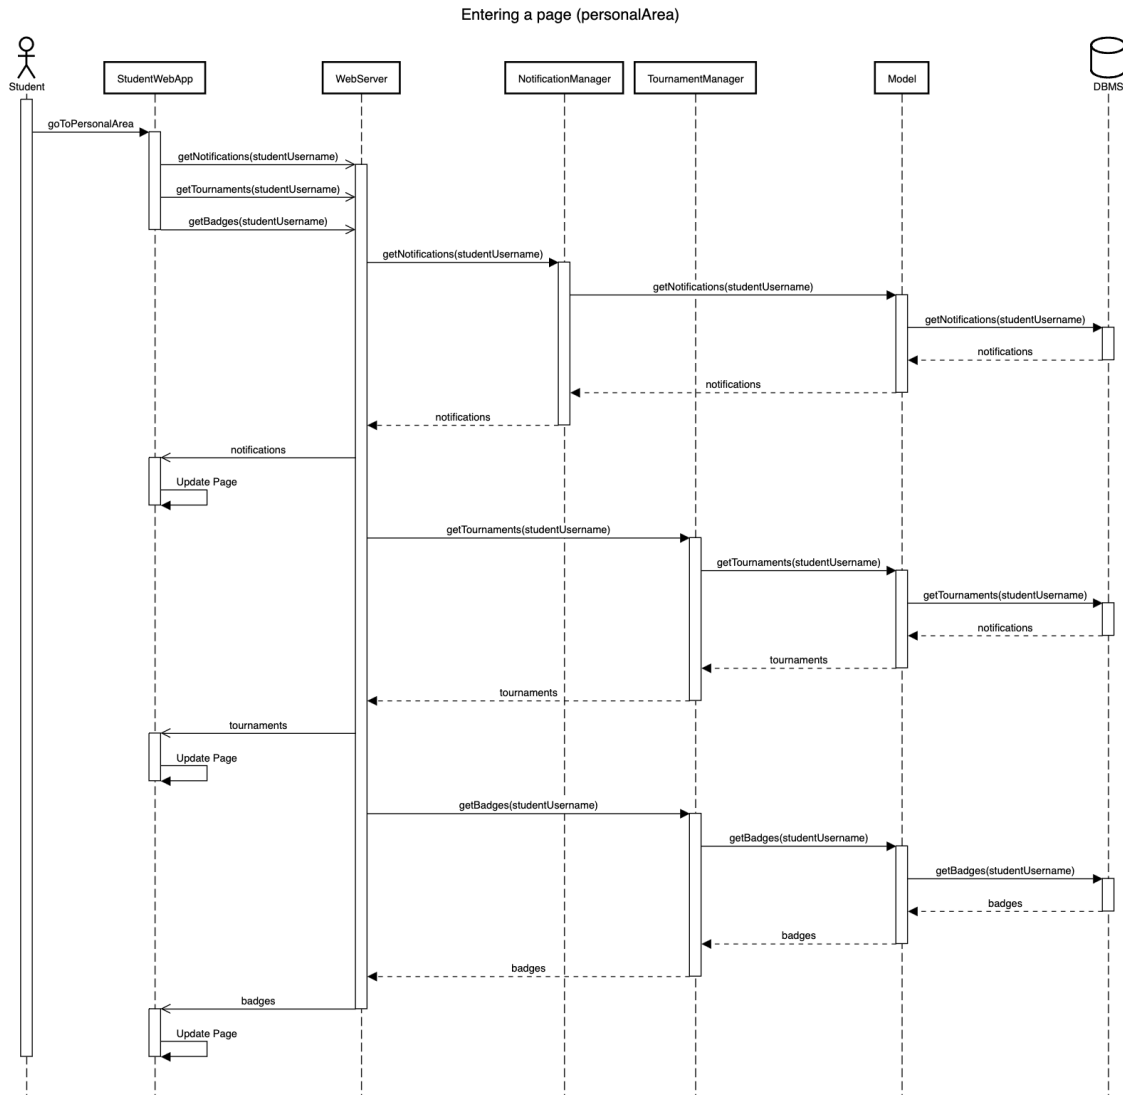 Entering a page (personalArea)
Student
StudentWebApp
WebServer
NotificationManager
TournamentManager
Model
DBMS
goToPersonalArea
getNotifications(studentUsername)
getTournaments(studentUsername)
getBadges(studentUsername)
getNotifications(studentUsername)
getNotifications(studentUsername)
getNotifications(studentUsername)
notifications
notifications
notifications
notifications
Update Page
getTournaments(studentUsername)
getTournaments(studentUsername)
getTournaments(studentUsername)
notifications
tournaments
tournaments
tournaments
Update Page
getBadges(studentUsername)
getBadges(studentUsername)
getBadges(studentUsername)
badges
badges
badges
badges
Update Page